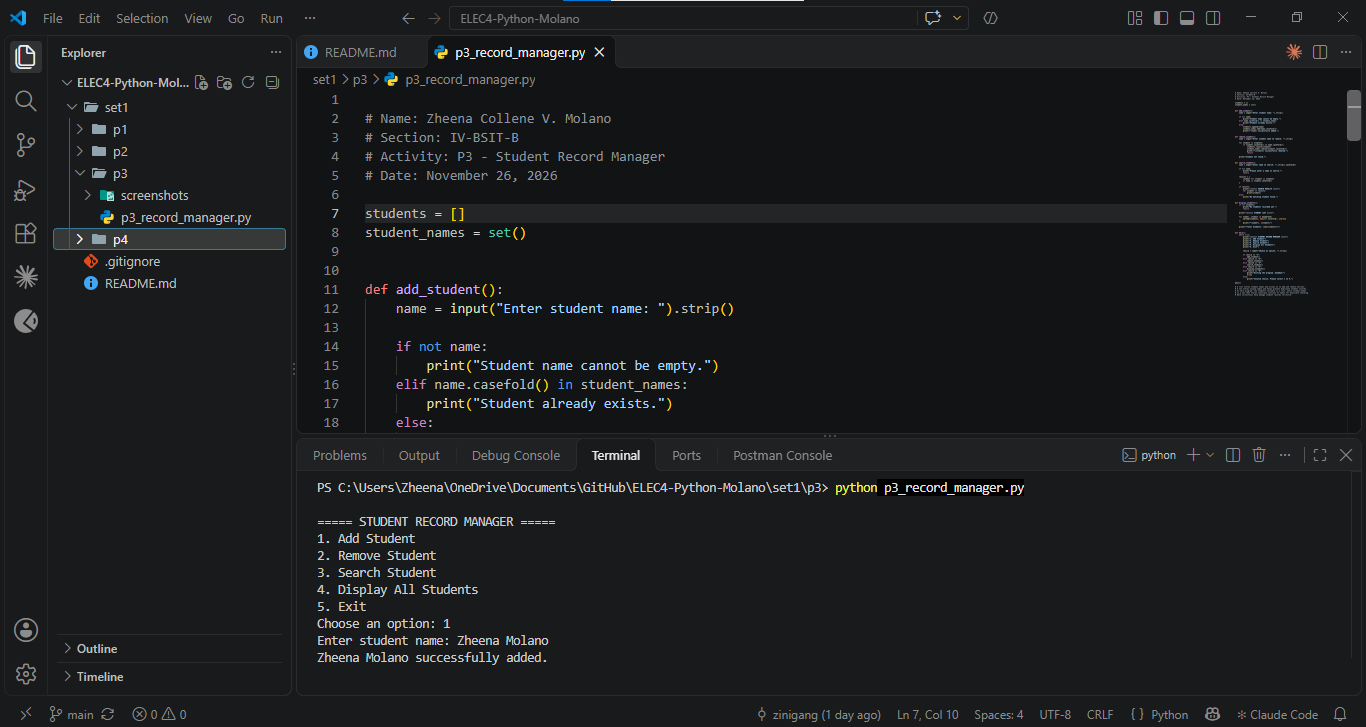 File Edit Selection View Go Run ···
ELEC4-Python-Molano
Explorer
ELEC4-Python-Mol...
set1
p1
p2
p3
screenshots
p3_record_manager.py
p4
.gitignore
README.md
Outline
Timeline
README.md
p3_record_manager.py
set1 > p3 > p3_record_manager.py
1
2 # Name: Zheena Collene V. Molano
3 # Section: IV-BSIT-B
4 # Activity: P3 - Student Record Manager
5 # Date: November 26, 2026
6
7 students = []
8 student_names = set()
9
10
11 def add_student():
12 name = input("Enter student name: ").strip()
13
14 if not name:
15 print("Student name cannot be empty.")
16 elif name.casefold() in student_names:
17 print("Student already exists.")
18 else:
Problems Output Debug Console Terminal Ports Postman Console
python
PS C:\Users\Zheena\OneDrive\Documents\GitHub\ELEC4-Python-Molano\set1\p3> python p3_record_manager.py
===== STUDENT RECORD MANAGER =====
1. Add Student
2. Remove Student
3. Search Student
4. Display All Students
5. Exit
Choose an option: 1
Enter student name: Zheena Molano
Zheena Molano successfully added.
main 0 0 zinigang (1 day ago) Ln 7, Col 10 Spaces: 4 UTF-8 CRLF {} Python Claude Code